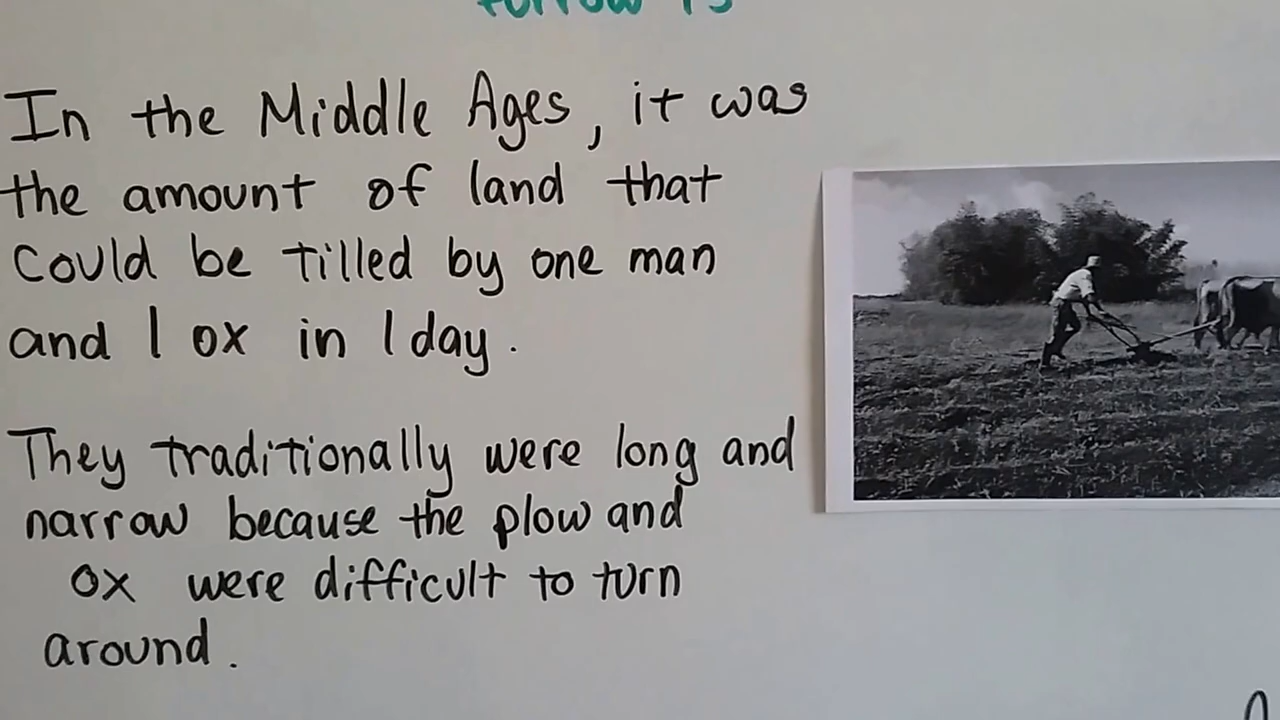 furrow is
In the Middle Ages, it was
the amount of land that
could be tilled by one man
and 1 ox in 1 day.
They traditionally were long and
narrow because the plow and
ox were difficult to turn
around.